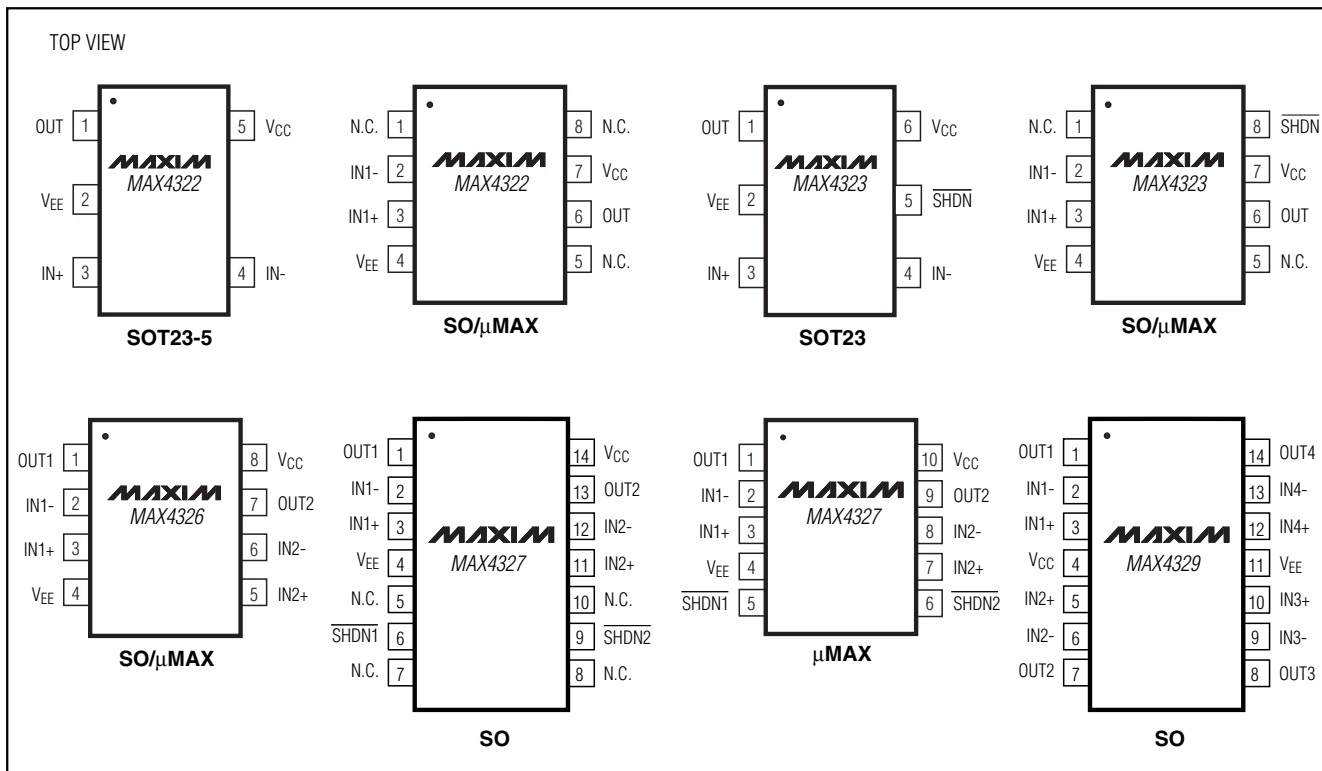 TOP VIEW
OUT 1
VEE 2
IN+ 3
5 VCC
4 IN-
MAXIM
MAX4322
SOT23-5
N.C. 1
IN1- 2
IN1+ 3
VEE 4
8 N.C.
7 VCC
6 OUT
5 N.C.
MAXIM
MAX4322
SO/μMAX
OUT 1
VEE 2
IN+ 3
6 VCC
5 SHDN
4 IN-
MAXIM
MAX4323
SOT23
N.C. 1
IN1- 2
IN1+ 3
VEE 4
8 SHDN
7 VCC
6 OUT
5 N.C.
MAXIM
MAX4323
SO/μMAX
OUT1 1
IN1- 2
IN1+ 3
VEE 4
8 VCC
7 OUT2
6 IN2-
5 IN2+
MAXIM
MAX4326
SO/μMAX
OUT1 1
IN1- 2
IN1+ 3
VEE 4
N.C. 5
SHDN1 6
N.C. 7
14 VCC
13 OUT2
12 IN2-
11 IN2+
10 N.C.
9 SHDN2
8 N.C.
MAXIM
MAX4327
SO
OUT1 1
IN1- 2
IN1+ 3
VEE 4
SHDN1 5
10 VCC
9 OUT2
8 IN2-
7 IN2+
6 SHDN2
MAXIM
MAX4327
μMAX
OUT1 1
IN1- 2
IN1+ 3
VCC 4
IN2+ 5
IN2- 6
OUT2 7
14 OUT4
13 IN4-
12 IN4+
11 VEE
10 IN3+
9 IN3-
8 OUT3
MAXIM
MAX4329
SO